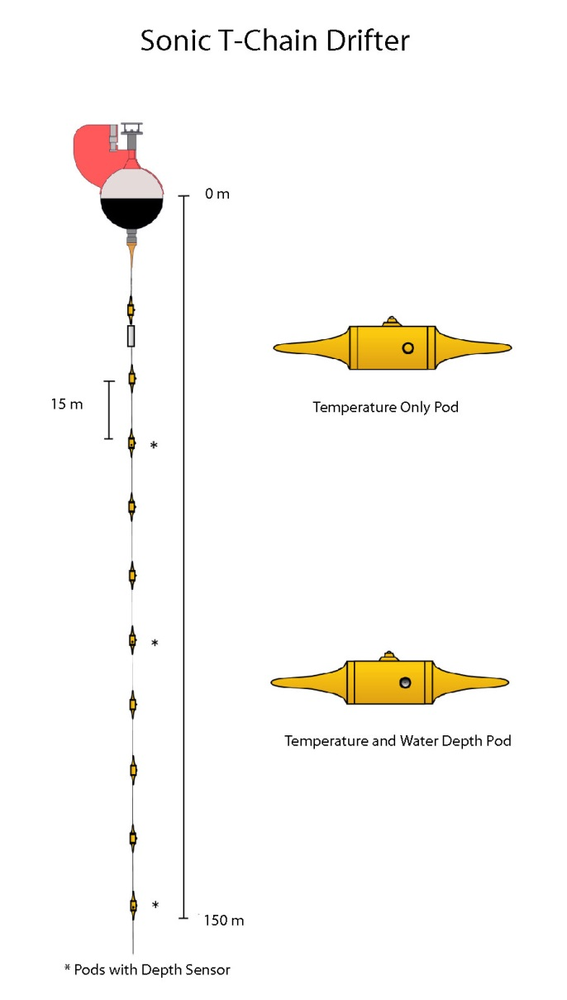 Sonic T-Chain Drifter
0 m
15 m
*
*
*
150 m
* Pods with Depth Sensor
Temperature Only Pod
Temperature and Water Depth Pod